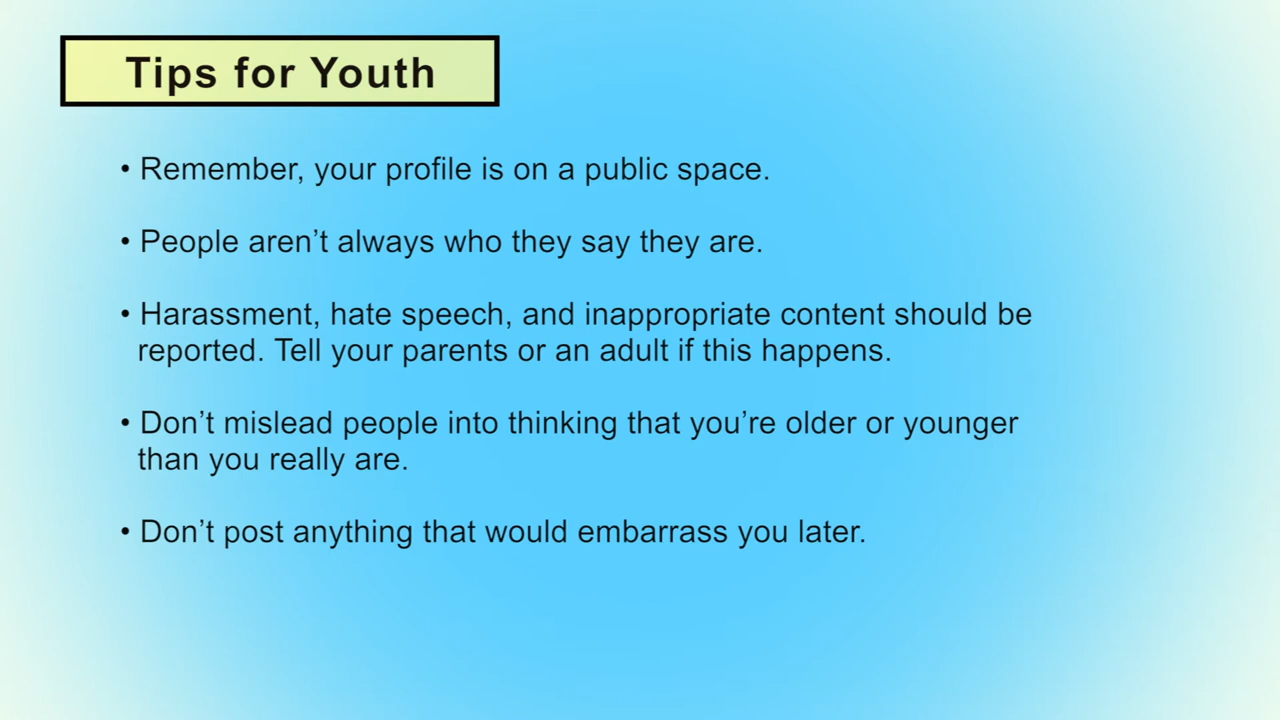 Tips for Youth
• Remember, your profile is on a public space.
• People aren’t always who they say they are.
• Harassment, hate speech, and inappropriate content should be
reported. Tell your parents or an adult if this happens.
• Don’t mislead people into thinking that you’re older or younger
than you really are.
• Don’t post anything that would embarrass you later.